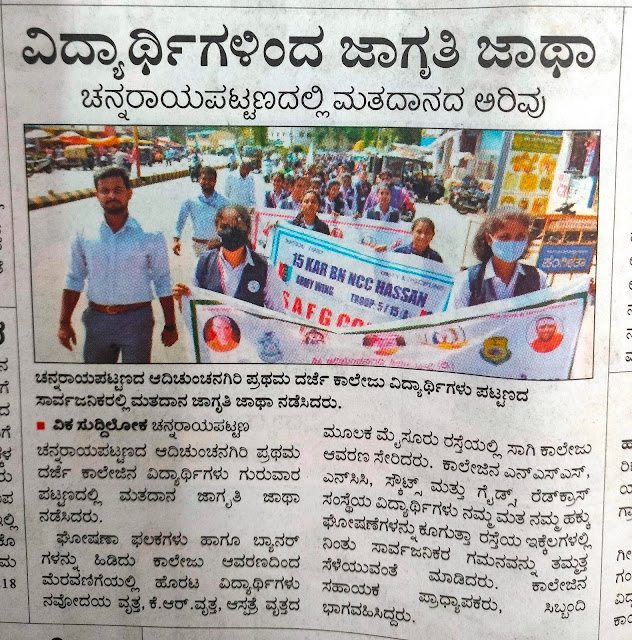 ವಿದ್ಯಾರ್ಥಿಗಳಿಂದ ಜಾಗೃತಿ ಜಾಥಾ
ಚನ್ನರಾಯಪಟ್ಟಣದಲ್ಲಿ ಮತದಾನದ ಅರಿವು
15 KAR BN NCC HASSAN
ARMY WING TROOP-5/15/A
SAFG CO
ಚನ್ನರಾಯಪಟ್ಟಣದ ಆದಿಚುಂಚನಗಿರಿ ಪ್ರಥಮ ದರ್ಜೆ ಕಾಲೇಜು ವಿದ್ಯಾರ್ಥಿಗಳು ಪಟ್ಟಣದ
ಸಾರ್ವಜನಿಕರಲ್ಲಿ ಮತದಾನ ಜಾಗೃತಿ ಜಾಥಾ ನಡೆಸಿದರು.
■ ವಿಕ ಸುದ್ದಿಲೋಕ ಚನ್ನರಾಯಪಟ್ಟಣ
ಚನ್ನರಾಯಪಟ್ಟಣದ ಆದಿಚುಂಚನಗಿರಿ ಪ್ರಥಮ
ದರ್ಜೆ ಕಾಲೇಜಿನ ವಿದ್ಯಾರ್ಥಿಗಳು ಗುರುವಾರ
ಪಟ್ಟಣದಲ್ಲಿ ಮತದಾನ ಜಾಗೃತಿ ಜಾಥಾ
ನಡೆಸಿದರು.
ಘೋಷಣಾ ಫಲಕಗಳು ಹಾಗೂ ಬ್ಯಾನರ್
ಗಳನ್ನು ಹಿಡಿದು ಕಾಲೇಜು ಆವರಣದಿಂದ
ಮೆರವಣಿಗೆಯಲ್ಲಿ ಹೊರಟ ವಿದ್ಯಾರ್ಥಿಗಳು
ನವೋದಯ ವೃತ್ತ, ಕೆ.ಆರ್.ವೃತ್ತ, ಆಸ್ಪತ್ರೆ ವೃತ್ತದ
ಮೂಲಕ ಮೈಸೂರು ರಸ್ತೆಯಲ್ಲಿ ಸಾಗಿ ಕಾಲೇಜು
ಆವರಣ ಸೇರಿದರು. ಕಾಲೇಜಿನ ಎನ್‌ಎಸ್‌ಎಸ್,
ಎನ್‌ಸಿಸಿ, ಸ್ಕೌಟ್ಸ್ ಮತ್ತು ಗೈಡ್ಸ್, ರೆಡ್‌ಕ್ರಾಸ್
ಸಂಸ್ಥೆಯ ವಿದ್ಯಾರ್ಥಿಗಳು ನಮ್ಮ ಮತ ನಮ್ಮ ಹಕ್ಕು
ಘೋಷಣೆಗಳನ್ನು ಕೂಗುತ್ತಾ ರಸ್ತೆಯ ಇಕ್ಕೆಲಗಳಲ್ಲಿ
ನಿಂತು ಸಾರ್ವಜನಿಕರ ಗಮನವನ್ನು ತಮ್ಮತ್ತ
ಸೆಳೆಯುವಂತೆ ಮಾಡಿದರು. ಕಾಲೇಜಿನ
ಸಹಾಯಕ ಪ್ರಾಧ್ಯಾಪಕರು, ಸಿಬ್ಬಂದಿ
ಭಾಗವಹಿಸಿದ್ದರು.